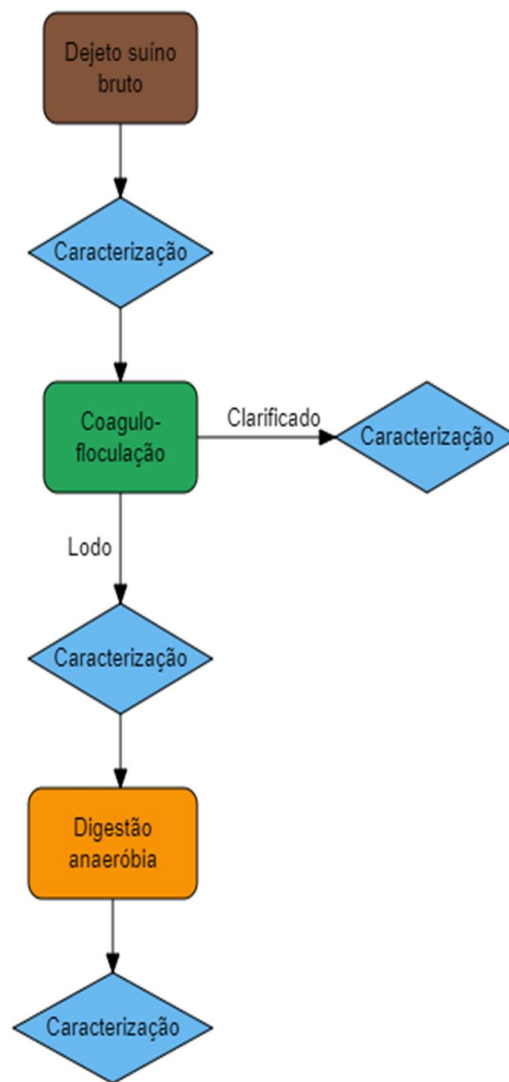 Dejeto suíno
bruto
Caracterização
Coagulo-
floculação
Clarificado
Caracterização
Lodo
Caracterização
Digestão
anaeróbia
Caracterização